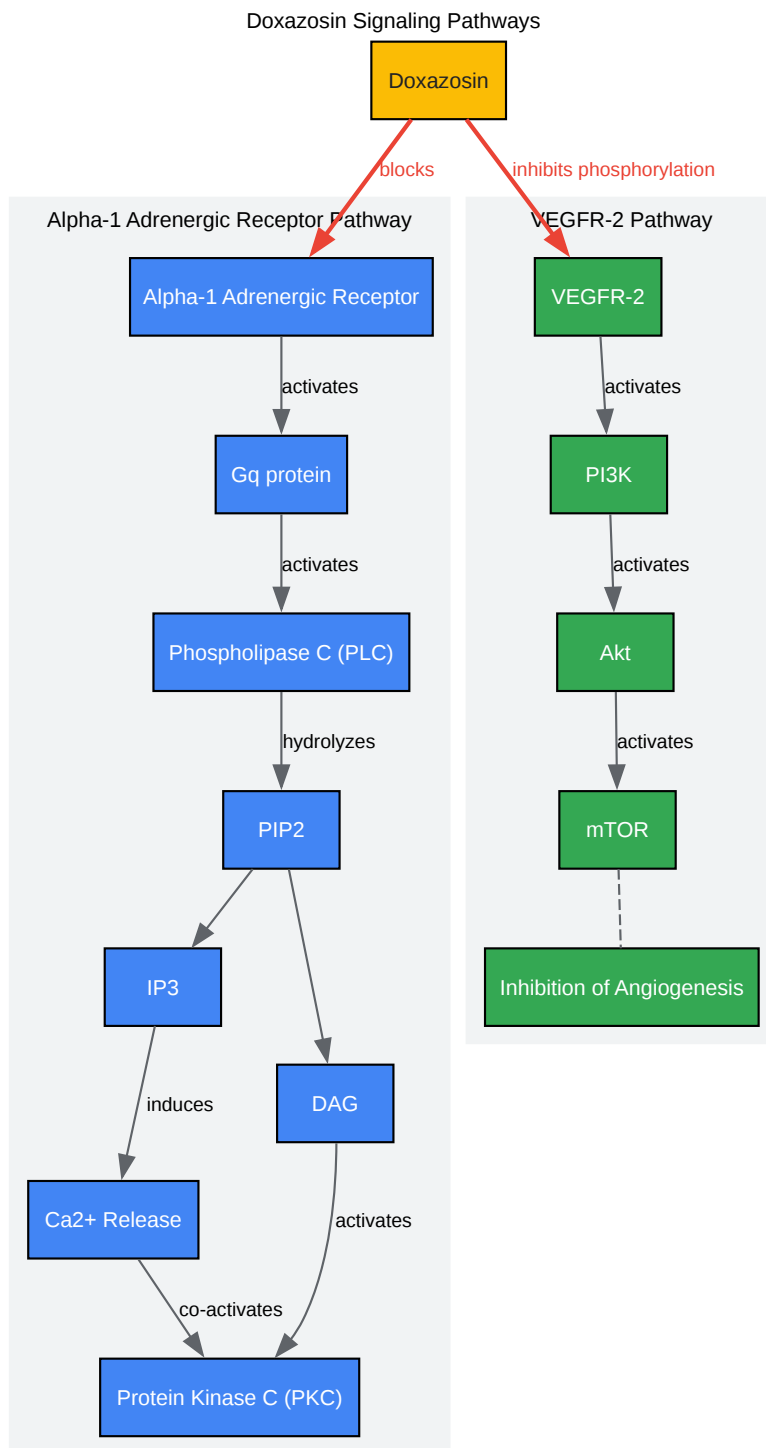 Doxazosin Signaling Pathways
Doxazosin
blocks
inhibits phosphorylation
Alpha-1 Adrenergic Receptor Pathway
Alpha-1 Adrenergic Receptor
activates
Gq protein
activates
Phospholipase C (PLC)
hydrolyzes
PIP2
IP3
DAG
induces
Ca2+ Release
activates
co-activates
Protein Kinase C (PKC)
VEGFR-2 Pathway
VEGFR-2
activates
PI3K
activates
Akt
activates
mTOR
Inhibition of Angiogenesis